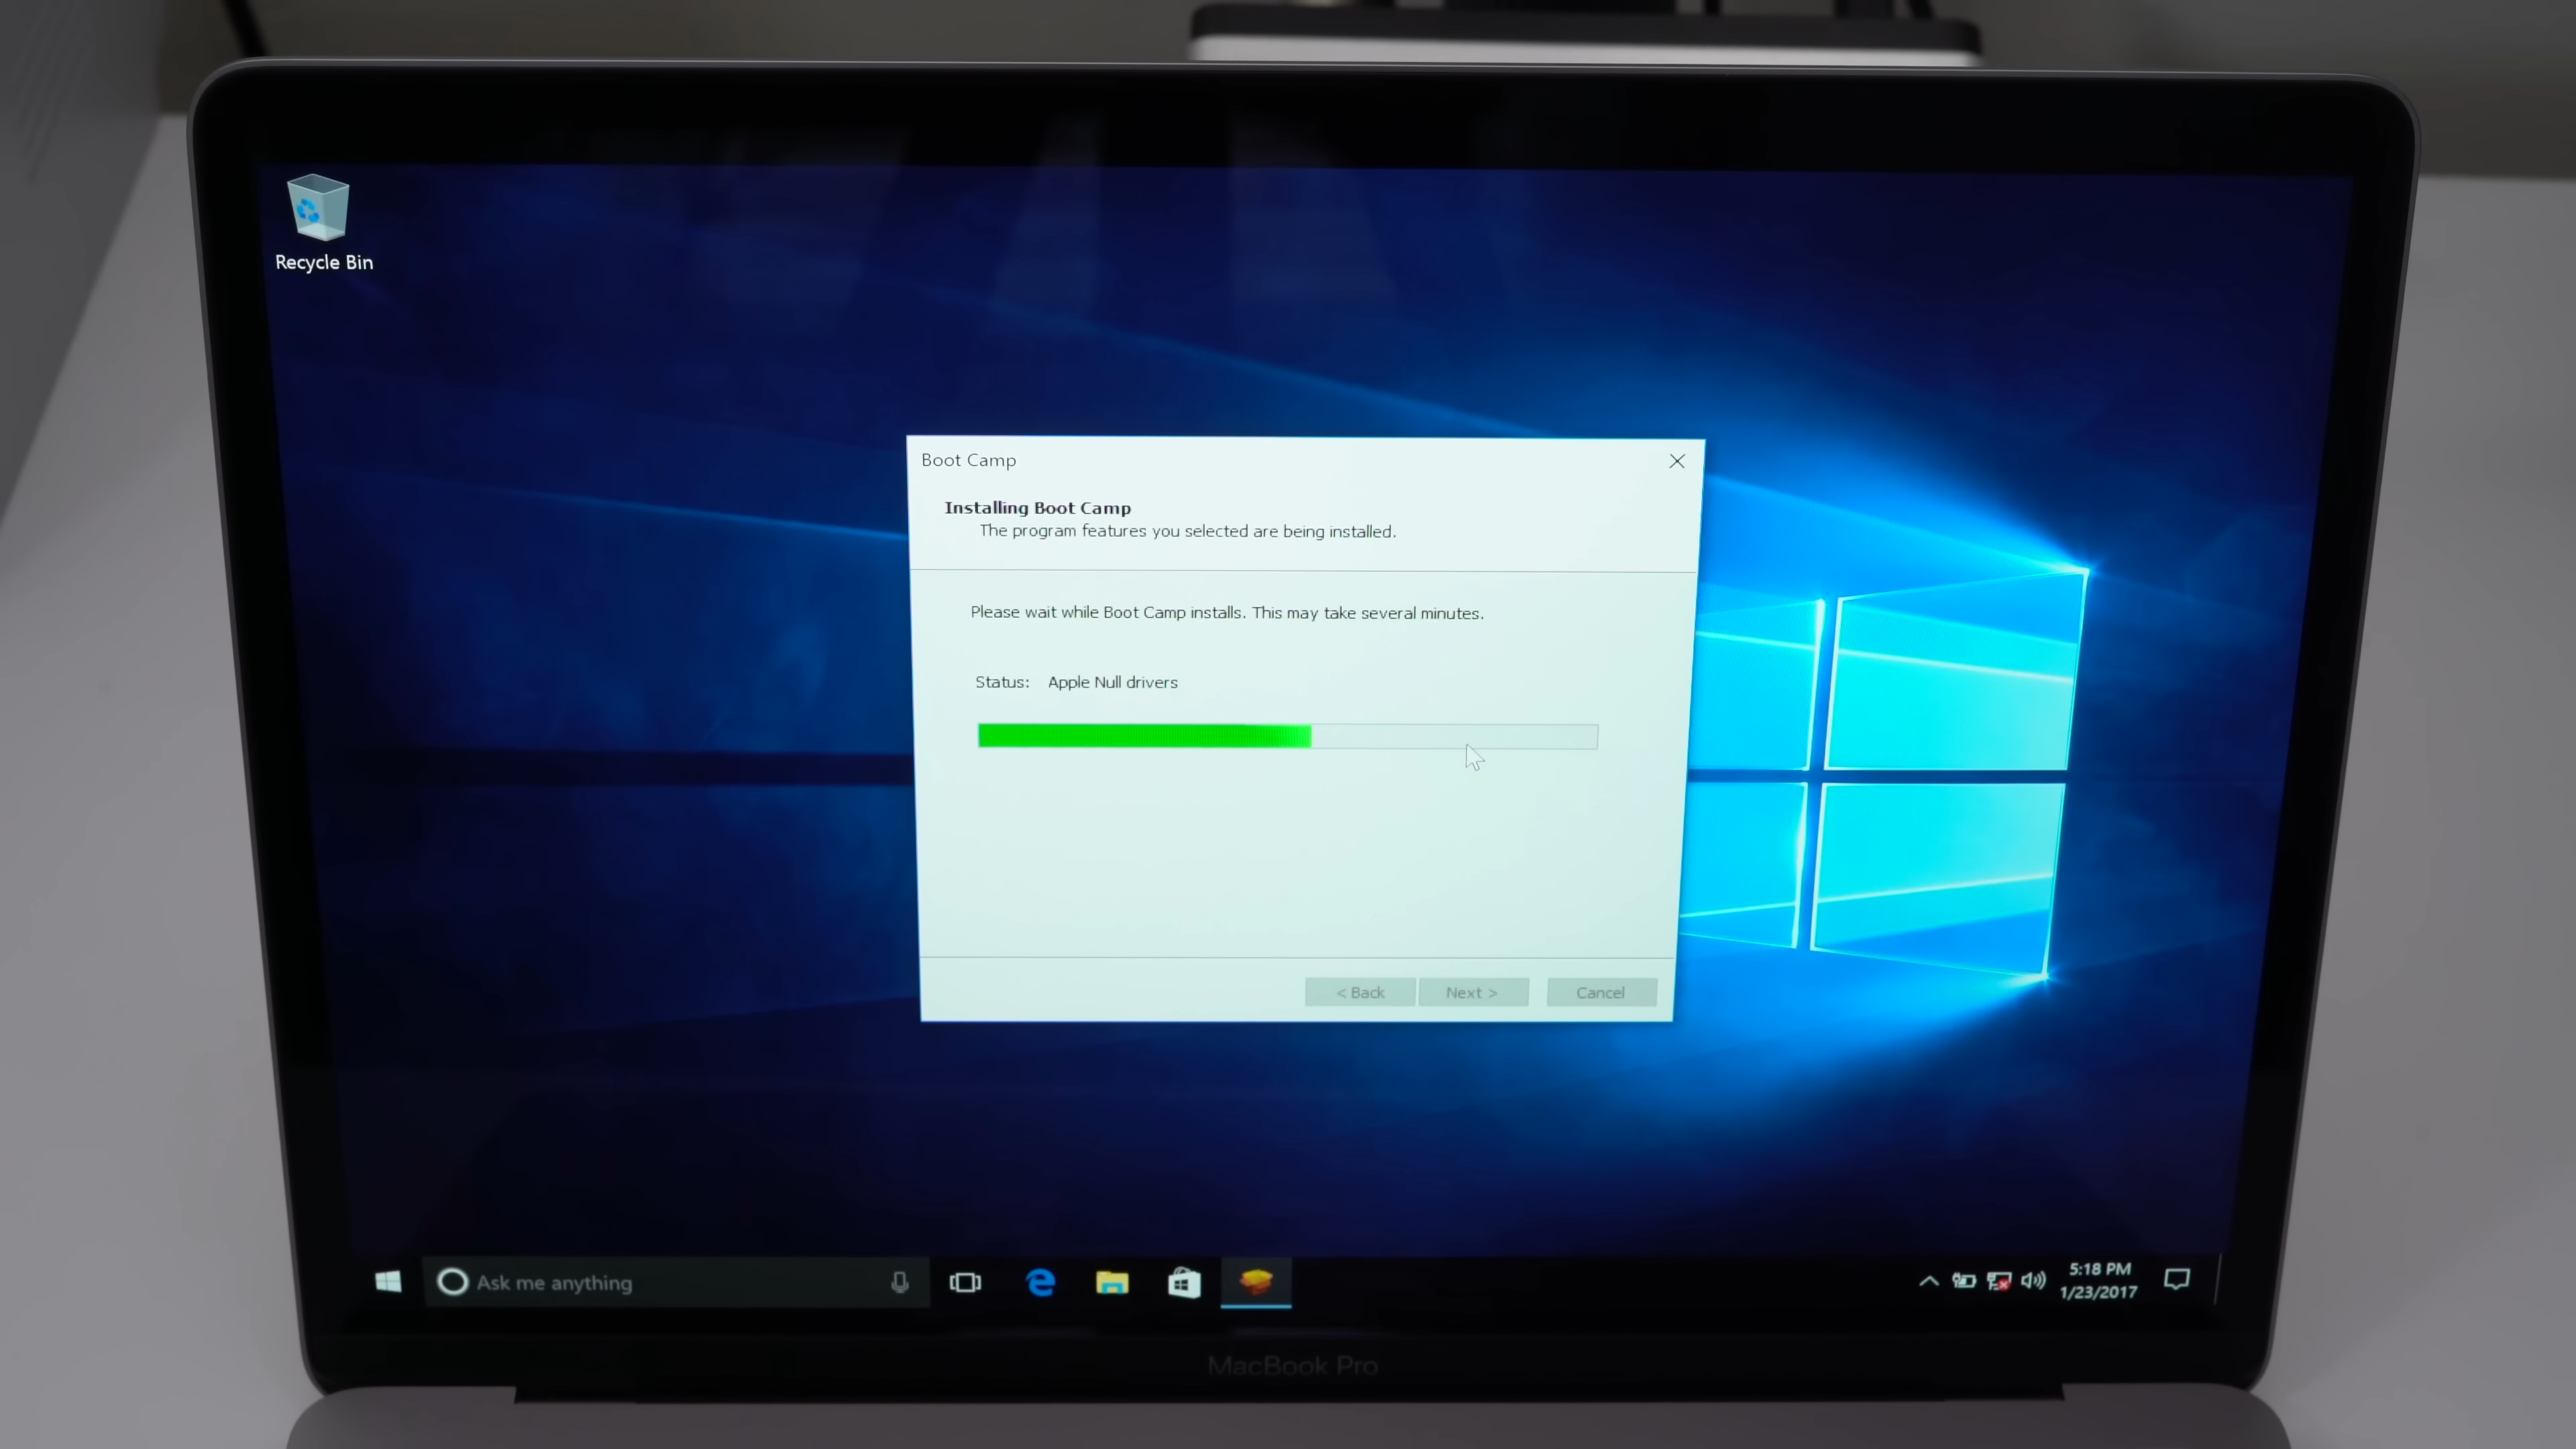 Recycle Bin
Boot Camp
Installing Boot Camp
The program features you selected are being installed.
Please wait while Boot Camp installs. This may take several minutes.
Status: Apple Null drivers
< Back Next > Cancel
Ask me anything
5:18 PM
1/23/2017
MacBook Pro